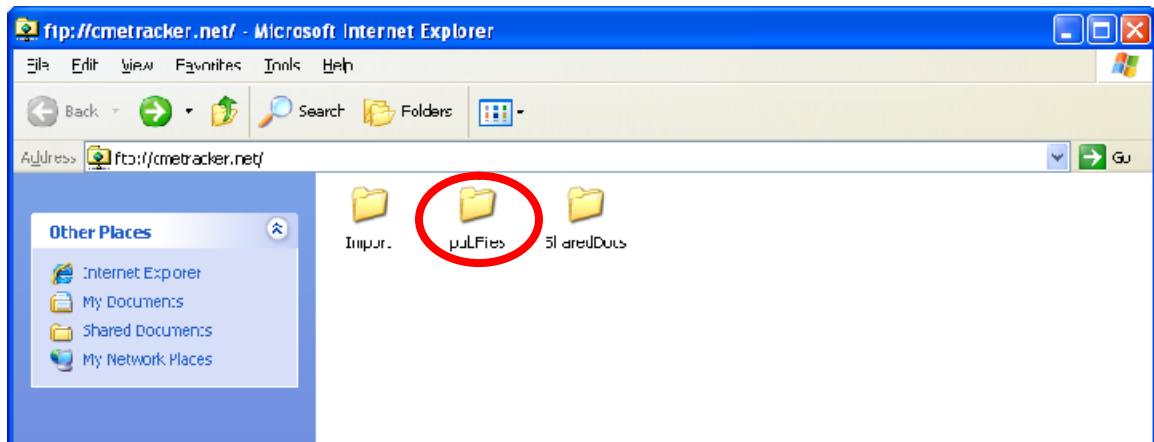 ftp://cmetracker.net/ - Microsoft Internet Explorer
File Edit View Favorites Tools Help
Back Search Folders
Address ftp://cmetracker.net/ Go
Other Places
Internet Explorer
My Documents
Shared Documents
My Network Places
Import SharedDocs